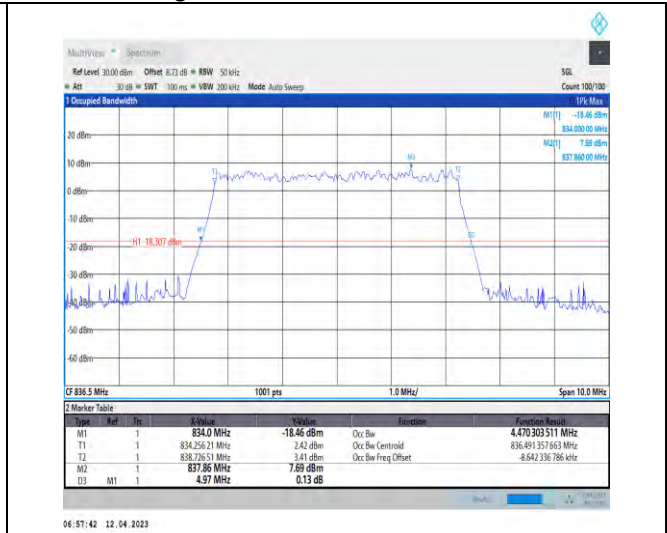 MultiView Spectrum
Ref Level 30.00 dBm Offset 8.73 dB RBW 50 kHz SGL
Att 30 dB SWT 100 ms VBW 200 kHz Mode Auto Sweep Count 100/100
1 Occupied Bandwidth 1Pk Max
M1[1] -18.46 dBm
834.000 00 MHz
M2[1] 7.69 dBm
837.860 00 MHz
20 dBm
10 dBm
0 dBm
-10 dBm
H1 -18.307 dBm
-20 dBm
-30 dBm
-40 dBm
-50 dBm
-60 dBm
M1
T1
M2
T2
D3
CF 836.5 MHz 1001 pts 1.0 MHz/ Span 10.0 MHz
2 Marker Table
Type Ref Trc X-Value Y-Value Function Function Result
M1 1 834.0 MHz -18.46 dBm Occ Bw 4.470 303 511 MHz
T1 1 834.256 21 MHz 2.42 dBm Occ Bw Centroid 836.491 357 663 MHz
T2 1 838.726 51 MHz 3.41 dBm Occ Bw Freq Offset -8.642 336 786 kHz
M2 1 837.86 MHz 7.69 dBm
D3 M1 1 4.97 MHz 0.13 dB
06:57:42 12.04.2023